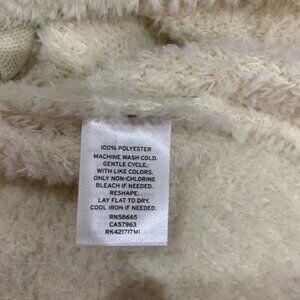 100% POLYESTER
MACHINE WASH COLD.
GENTLE CYCLE,
WITH LIKE COLORS.
ONLY NON-CHLORINE
BLEACH IF NEEDED.
RESHAPE.
LAY FLAT TO DRY.
COOL IRON IF NEEDED.
RN58665
CA57963
RK421717MI